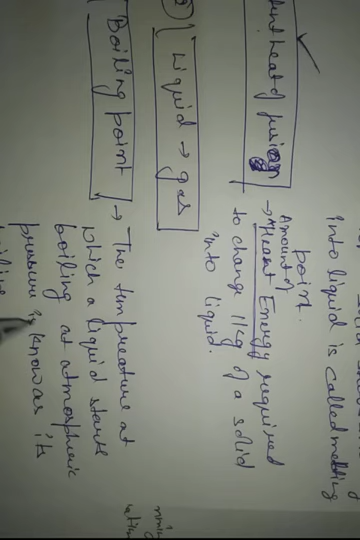 into liquid is called melting
point.
Latent heat of fusion → Amount of Energy required
to change 1 kg of a solid
into liquid.
② Liquid → gas
Boiling point → The tempreature at
which a liquid starts
boiling at atmospheric
pressure is known as its